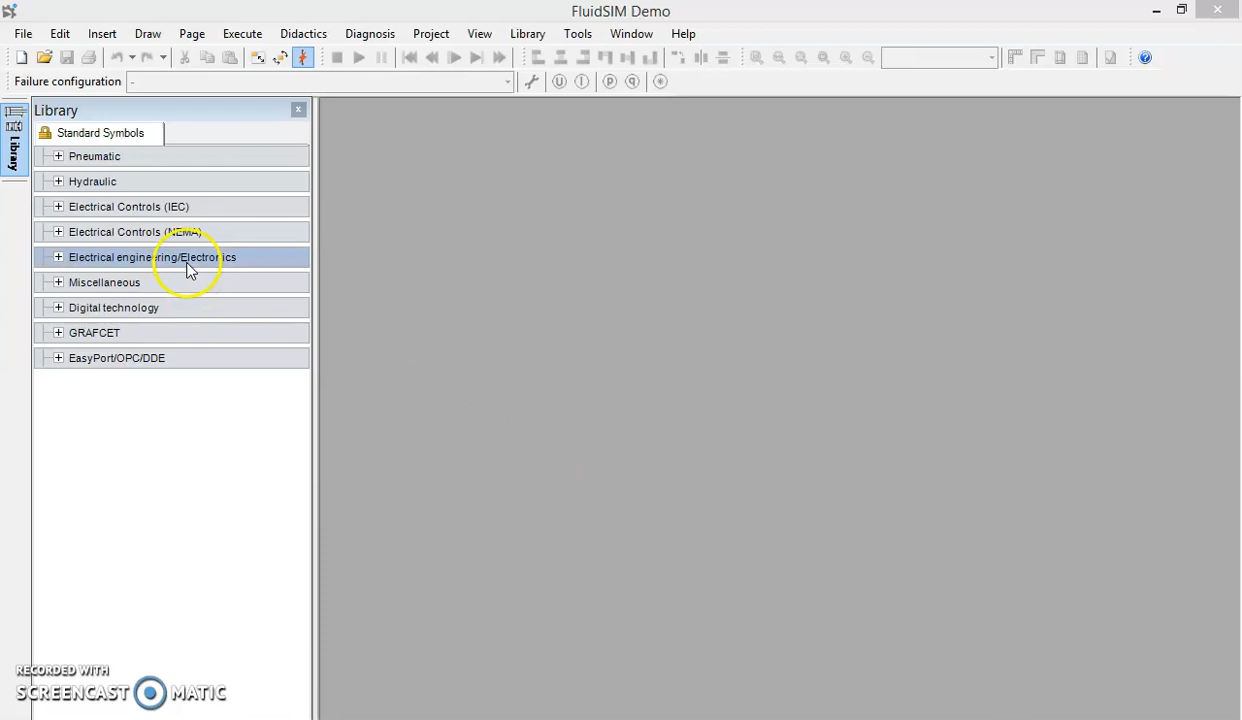 FluidSIM Demo
File Edit Insert Draw Page Execute Didactics Diagnosis Project View Library Tools Window Help
Failure configuration -
Library
Library
Standard Symbols
Pneumatic
Hydraulic
Electrical Controls (IEC)
Electrical Controls (NEMA)
Electrical engineering/Electronics
Miscellaneous
Digital technology
GRAFCET
EasyPort/OPC/DDE
RECORDED WITH
SCREENCAST MATIC